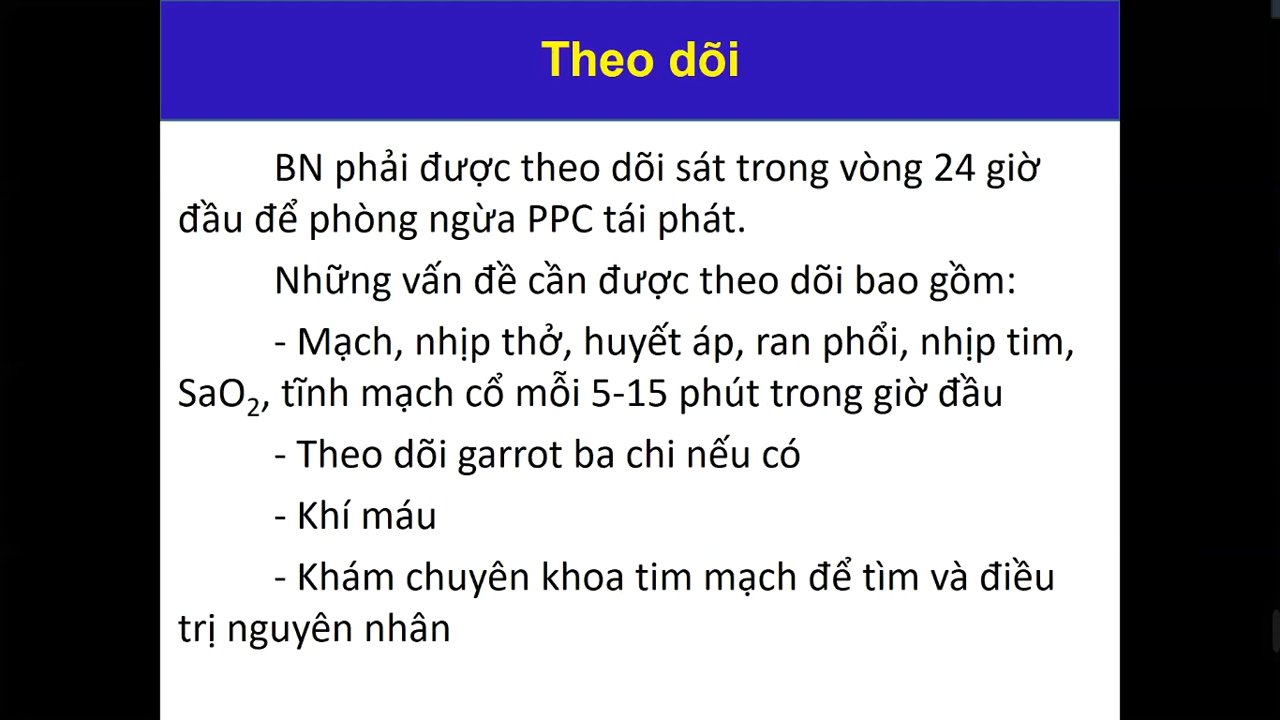 Theo dõi
BN phải được theo dõi sát trong vòng 24 giờ
đầu để phòng ngừa PPC tái phát.
Những vấn đề cần được theo dõi bao gồm:
- Mạch, nhịp thở, huyết áp, ran phổi, nhịp tim,
SaO₂, tĩnh mạch cổ mỗi 5-15 phút trong giờ đầu
- Theo dõi garrot ba chi nếu có
- Khí máu
- Khám chuyên khoa tim mạch để tìm và điều
trị nguyên nhân